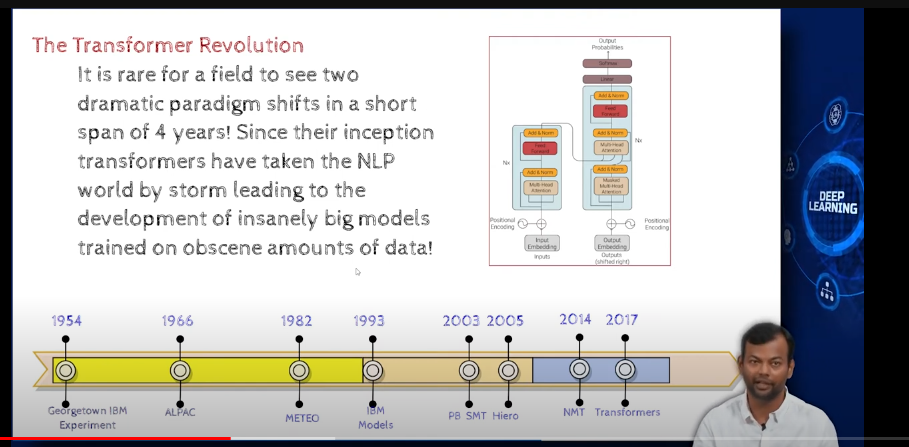 The Transformer Revolution
It is rare for a field to see two
dramatic paradigm shifts in a short
span of 4 years! Since their inception
transformers have taken the NLP
world by storm leading to the
development of insanely big models
trained on obscene amounts of data!
Output
Probabilities
Softmax
Linear
Add & Norm
Feed
Forward
Add & Norm
Multi-Head
Attention
Nx
Add & Norm
Masked
Multi-Head
Attention
Add & Norm
Feed
Forward
Nx
Add & Norm
Multi-Head
Attention
Positional
Encoding
Positional
Encoding
Input
Embedding
Output
Embedding
Inputs
Outputs
(shifted right)
DEEP
LEARNING
1954 1966 1982 1993 2003 2005 2014 2017
Georgetown IBM
Experiment
ALPAC
METEO
IBM
Models
PB SMT
Hiero
NMT
Transformers